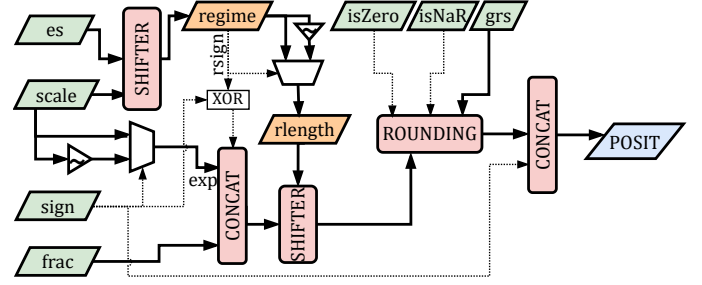 es
SHIFTER
regime
isZero
isNaR
grs
rsign
scale
XOR
rlength
ROUNDING
CONCAT
POSIT
exp
CONCAT
SHIFTER
sign
frac